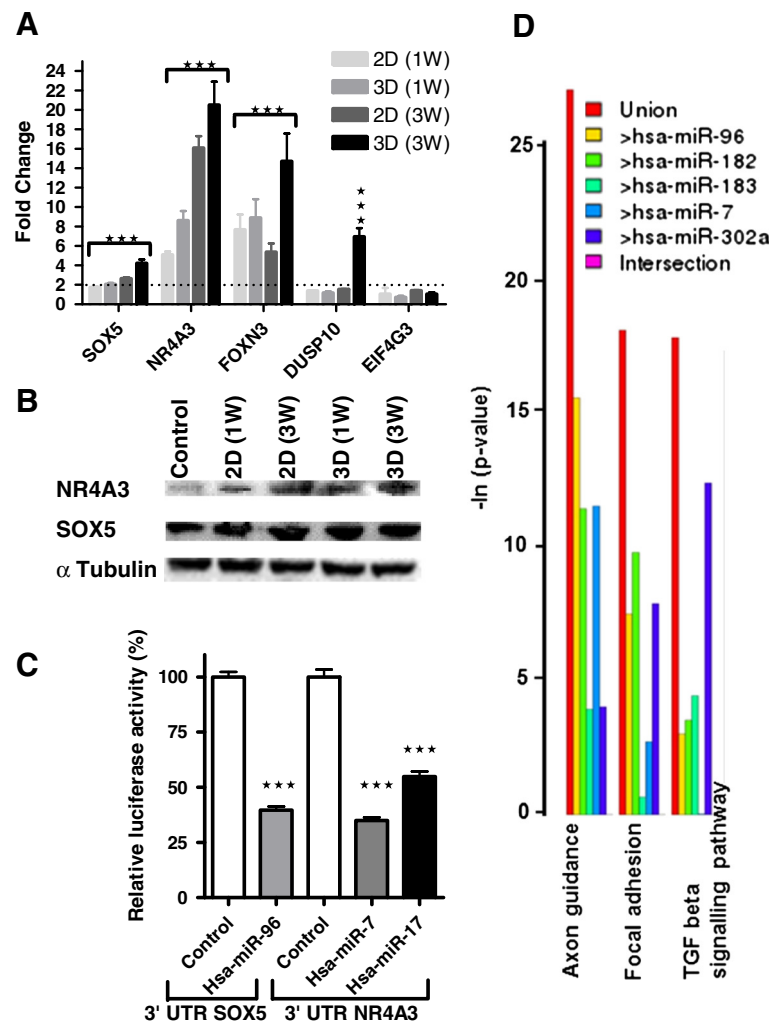 A
24
22
20
18
16
14
12
10
8
6
4
2
0
Fold Change
★★★
★★★
★★★
★★★
2D (1W)
3D (1W)
2D (3W)
3D (3W)
SOX5
NR4A3
FOXN3
DUSP10
EIF4G3
B
Control
2D (1W)
2D (3W)
3D (1W)
3D (3W)
NR4A3
SOX5
α Tubulin
C
Relative luciferase activity (%)
100
75
50
25
0
★★★
★★★
★★★
Control
Hsa-miR-96
Control
Hsa-miR-7
Hsa-miR-17
3' UTR SOX5
3' UTR NR4A3
D
-ln (p-value)
25
20
15
10
5
0
Union
>hsa-miR-96
>hsa-miR-182
>hsa-miR-183
>hsa-miR-7
>hsa-miR-302a
Intersection
Axon guidance
Focal adhesion
TGF beta
signalling pathway